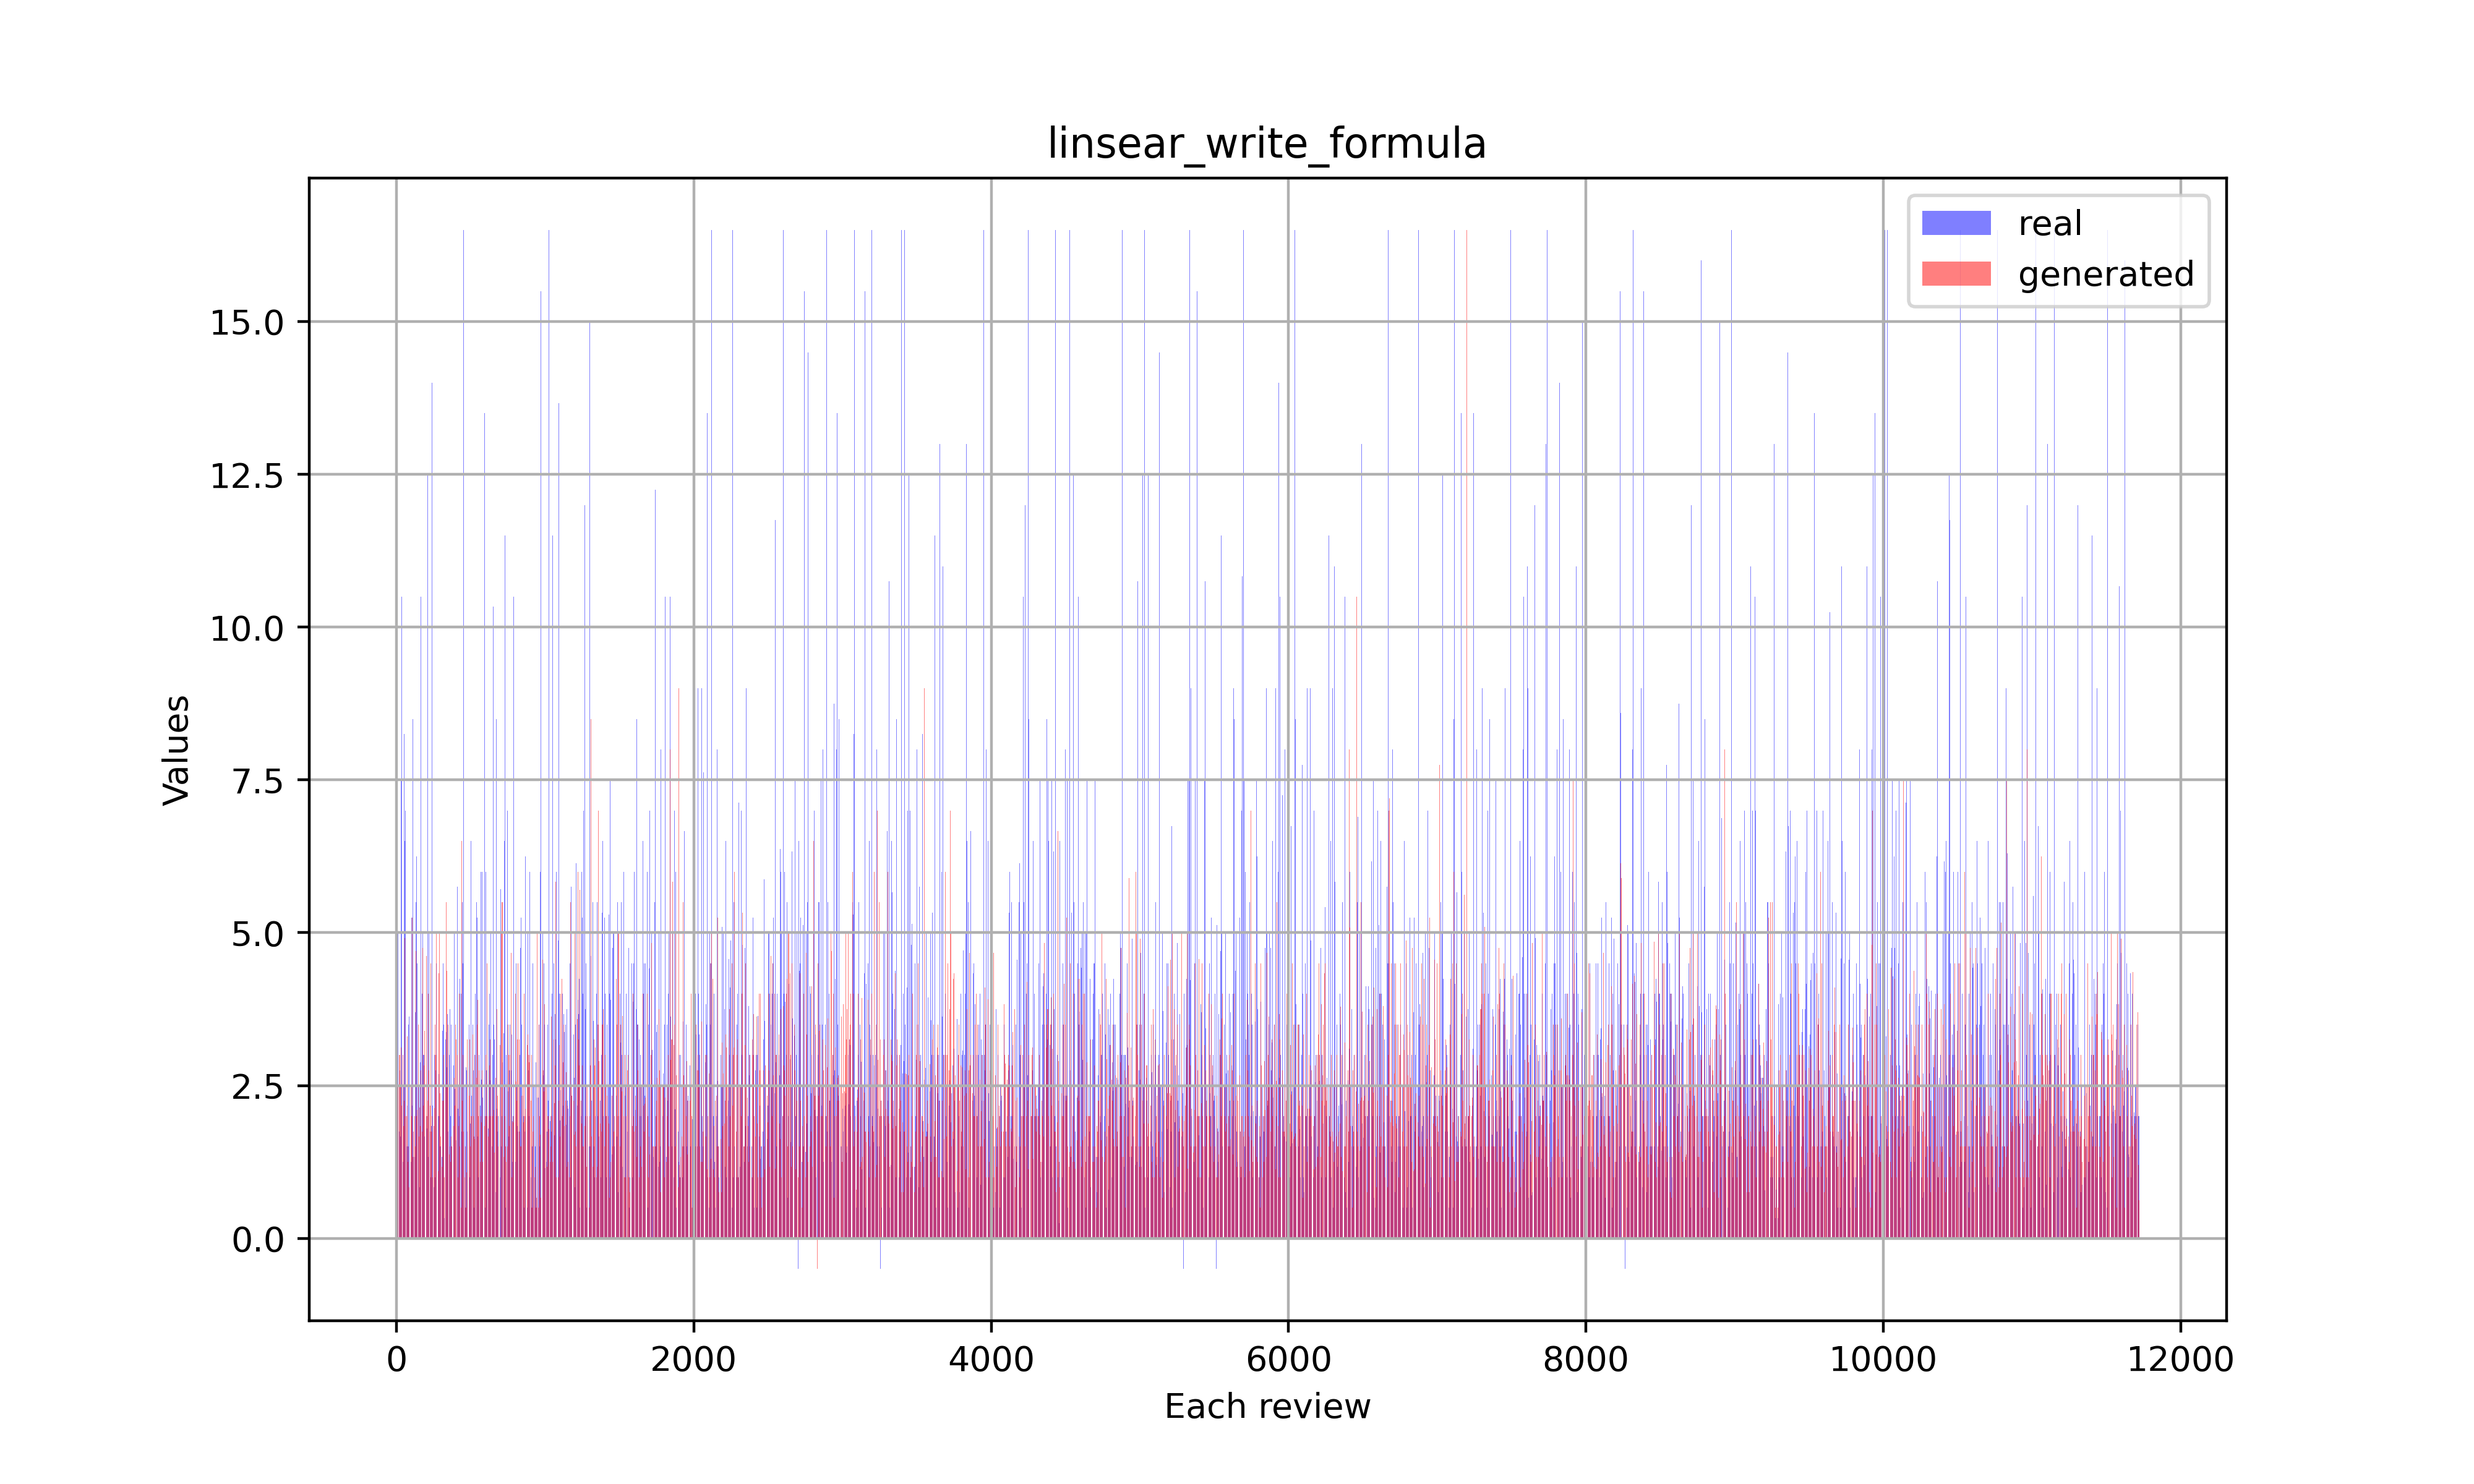 linsear_write_formula
real
generated
Values
15.0
12.5
10.0
7.5
5.0
2.5
0.0
0 2000 4000 6000 8000 10000 12000
Each review